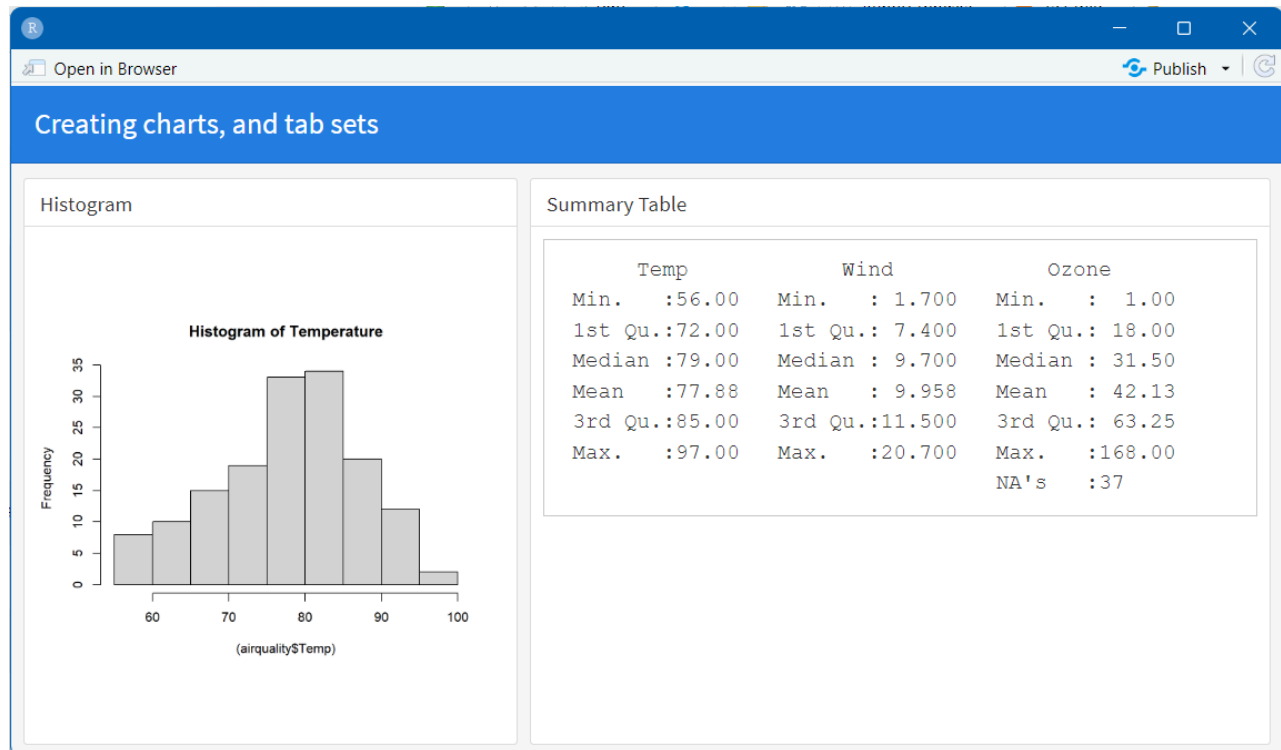 R
Open in Browser
Publish
Creating charts, and tab sets
Histogram
Histogram of Temperature
Frequency
0 5 10 15 20 25 30 35
60 70 80 90 100
(airquality$Temp)
Summary Table
Temp Wind Ozone
Min. :56.00 Min. : 1.700 Min. : 1.00
1st Qu.:72.00 1st Qu.: 7.400 1st Qu.: 18.00
Median :79.00 Median : 9.700 Median : 31.50
Mean :77.88 Mean : 9.958 Mean : 42.13
3rd Qu.:85.00 3rd Qu.:11.500 3rd Qu.: 63.25
Max. :97.00 Max. :20.700 Max. :168.00
NA's :37